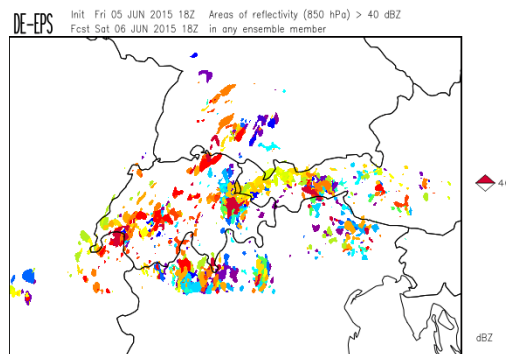 DE-EPS
Init Fri 05 JUN 2015 18Z Areas of reflectivity (850 hPa) > 40 dBZ
Fcst Sat 06 JUN 2015 18Z in any ensemble member
dBZ